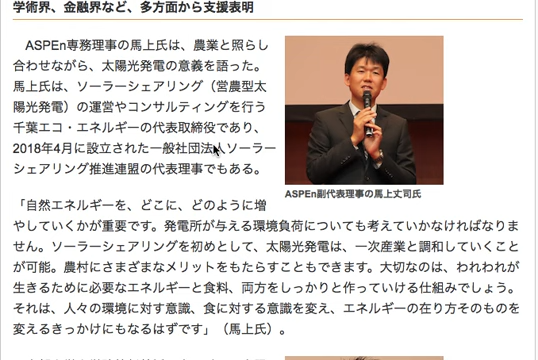 学術界、金融界など、多方面から支援表明
ASPEn専務理事の馬上氏は、農業と照らし
合わせながら、太陽光発電の意義を語った。
馬上氏は、ソーラーシェアリング（営農型太
陽光発電）の運営やコンサルティングを行う
千葉エコ・エネルギーの代表取締役であり、
2018年4月に設立された一般社団法人ソーラー
シェアリング推進連盟の代表理事でもある。
ASPEn副代表理事の馬上丈司氏
「自然エネルギーを、どこに、どのように増
やしていくかが重要です。発電所が与える環境負荷についても考えていかなければなりま
せん。ソーラーシェアリングを初めとして、太陽光発電は、一次産業と調和していくこと
が可能。農村にさまざまなメリットをもたらすこともできます。大切なのは、われわれが
生きるために必要なエネルギーと食料、両方をしっかりと作っていける仕組みでしょう。
それは、人々の環境に対す意識、食に対する意識を変え、エネルギーの在り方そのものを
変えるきっかけにもなるはずです」（馬上氏）。